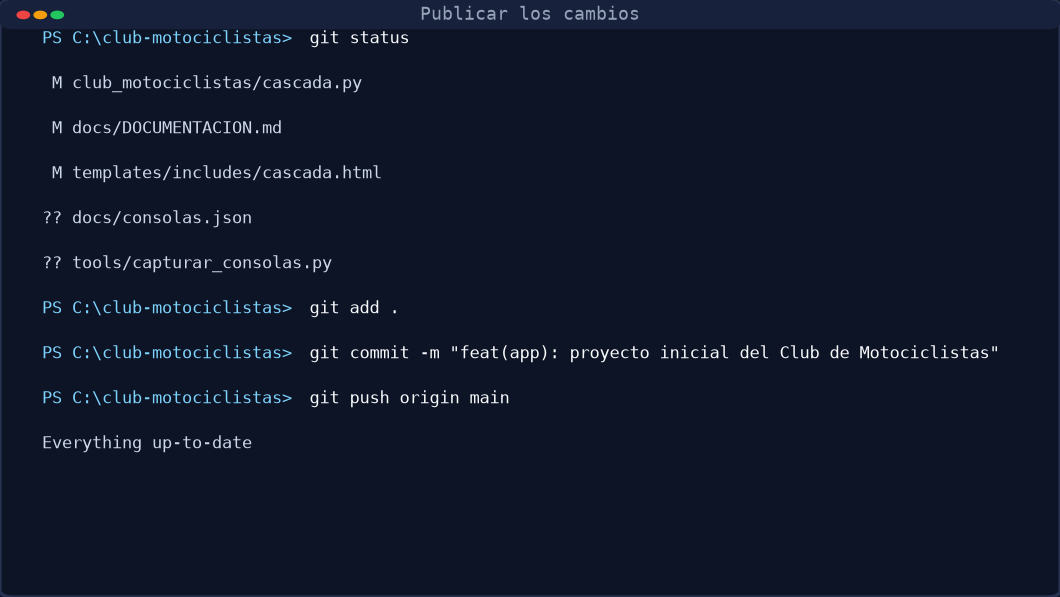 Publicar los cambios
PS C:\club-motociclistas> git status
 M club_motociclistas/cascada.py
 M docs/DOCUMENTACION.md
 M templates/includes/cascada.html
?? docs/consolas.json
?? tools/capturar_consolas.py
PS C:\club-motociclistas> git add .
PS C:\club-motociclistas> git commit -m "feat(app): proyecto inicial del Club de Motociclistas"
PS C:\club-motociclistas> git push origin main
Everything up-to-date